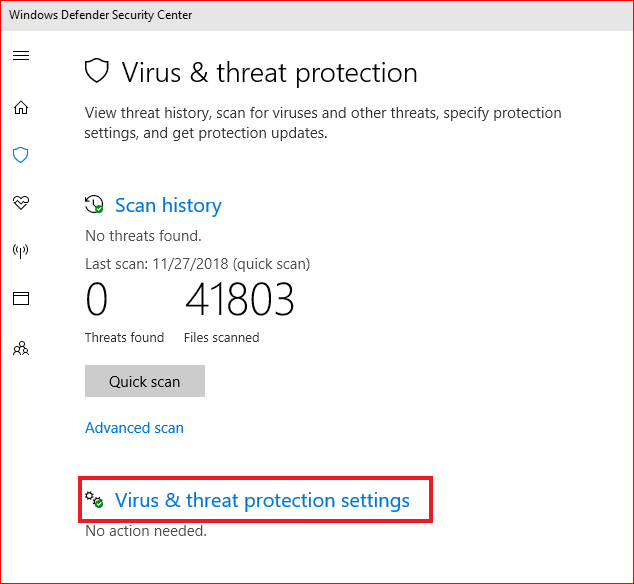 Windows Defender Security Center
Virus & threat protection
View threat history, scan for viruses and other threats, specify protection
settings, and get protection updates.
Scan history
No threats found.
Last scan: 11/27/2018 (quick scan)
0 41803
Threats found Files scanned
Quick scan
Advanced scan
Virus & threat protection settings
No action needed.